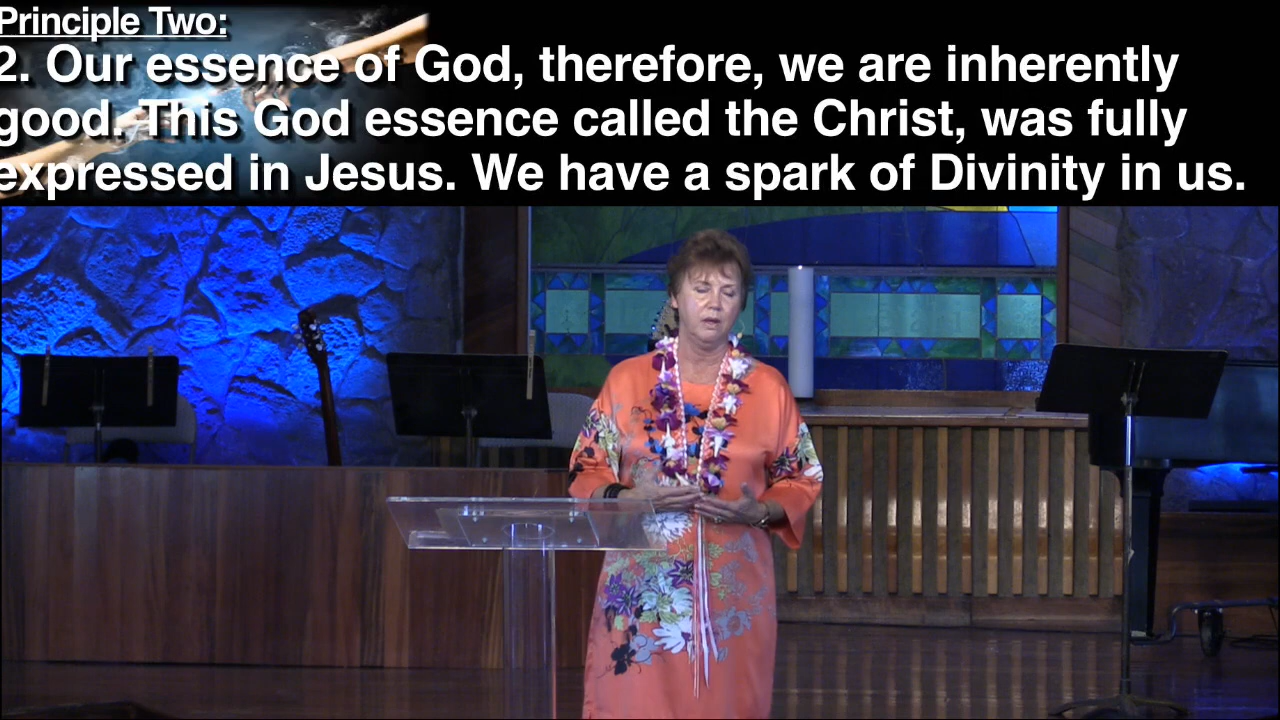 Principle Two:
2. Our essence of God, therefore, we are inherently
good. This God essence called the Christ, was fully
expressed in Jesus. We have a spark of Divinity in us.